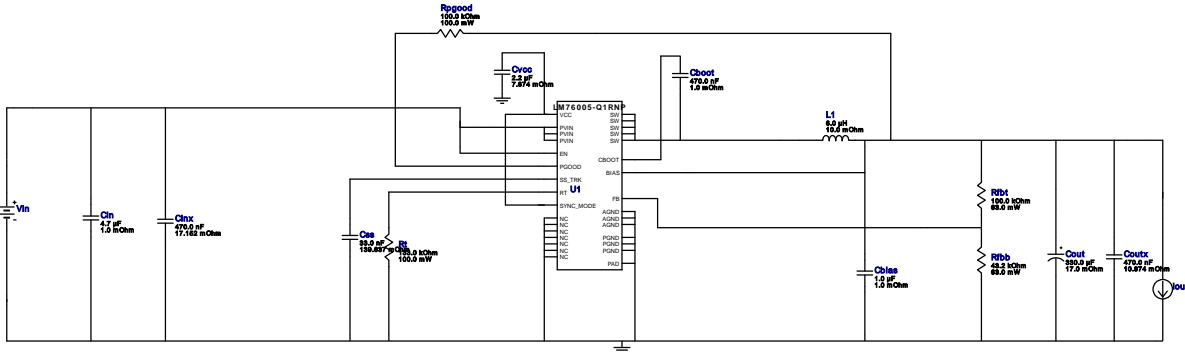 Rpgood
100.0 kOhm
100.0 mW
Cvcc
2.2 µF
7.874 mOhm
Cboot
470.0 nF
1.0 mOhm
LM76005-Q1RNP
VCC
PVIN
PVIN
PVIN
EN
PGOOD
SS_TRK
RT
SYNC_MODE
NC
NC
NC
NC
NC
NC
NC
U1
SW
SW
SW
SW
SW
CBOOT
BIAS
FB
AGND
AGND
AGND
PGND
PGND
PGND
PAD
L1
6.0 µH
10.0 mOhm
Vin
Cin
4.7 µF
1.0 mOhm
Cinx
470.0 nF
17.152 mOhm
Css
33.0 nF
Rt
kOhm
100.0 mW
Cbias
1.0 µF
1.0 mOhm
Rfbt
100.0 kOhm
63.0 mW
Rfbb
43.2 kOhm
63.0 mW
Cout
330.0 µF
17.0 mOhm
Coutx
470.0 nF
10.874 mOhm
Iou